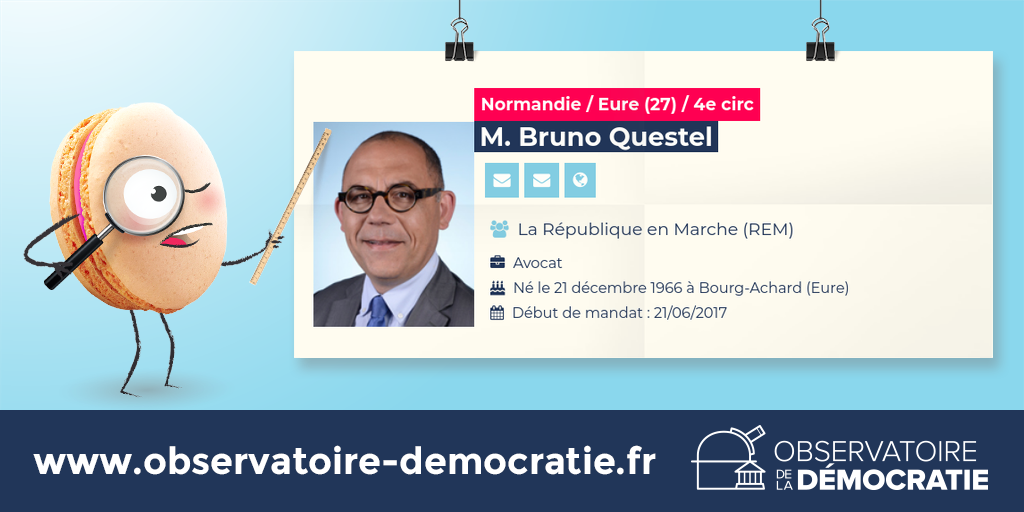 Normandie / Eure (27) / 4e circ
M. Bruno Questel
La République en Marche (REM)
Avocat
Né le 21 décembre 1966 à Bourg-Achard (Eure)
Début de mandat : 21/06/2017
www.observatoire-democratie.fr
OBSERVATOIRE
DE LA DÉMOCRATIE